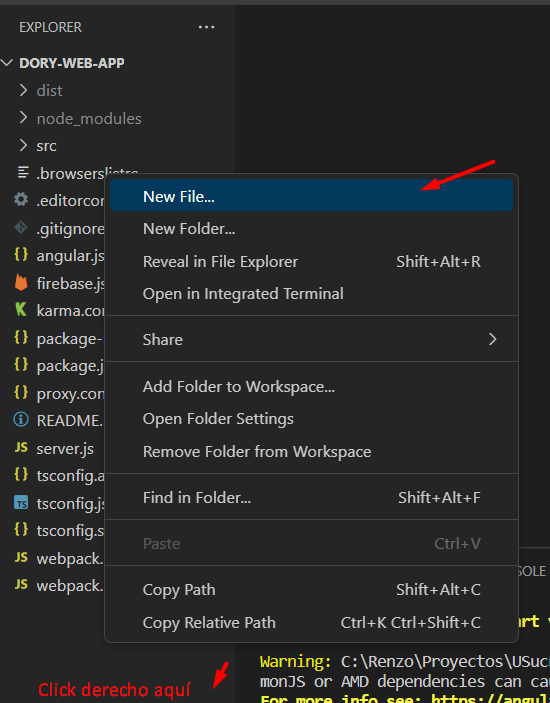 EXPLORER
DORY-WEB-APP
dist
node_modules
src
.browserslistrc
.editorcon
.gitignore
angular.js
firebase.js
karma.con
package-
package.j
proxy.con
README.
server.js
tsconfig.a
tsconfig.js
tsconfig.s
webpack.
webpack.
New File...
New Folder...
Reveal in File Explorer Shift+Alt+R
Open in Integrated Terminal
Share
Add Folder to Workspace...
Open Folder Settings
Remove Folder from Workspace
Find in Folder... Shift+Alt+F
Paste Ctrl+V
Copy Path Shift+Alt+C
Copy Relative Path Ctrl+K Ctrl+Shift+C
Click derecho aquí
SOLE
art
Warning: C:\Renzo\Proyectos\USuc
monJS or AMD dependencies can cau
For more info see: https://angul